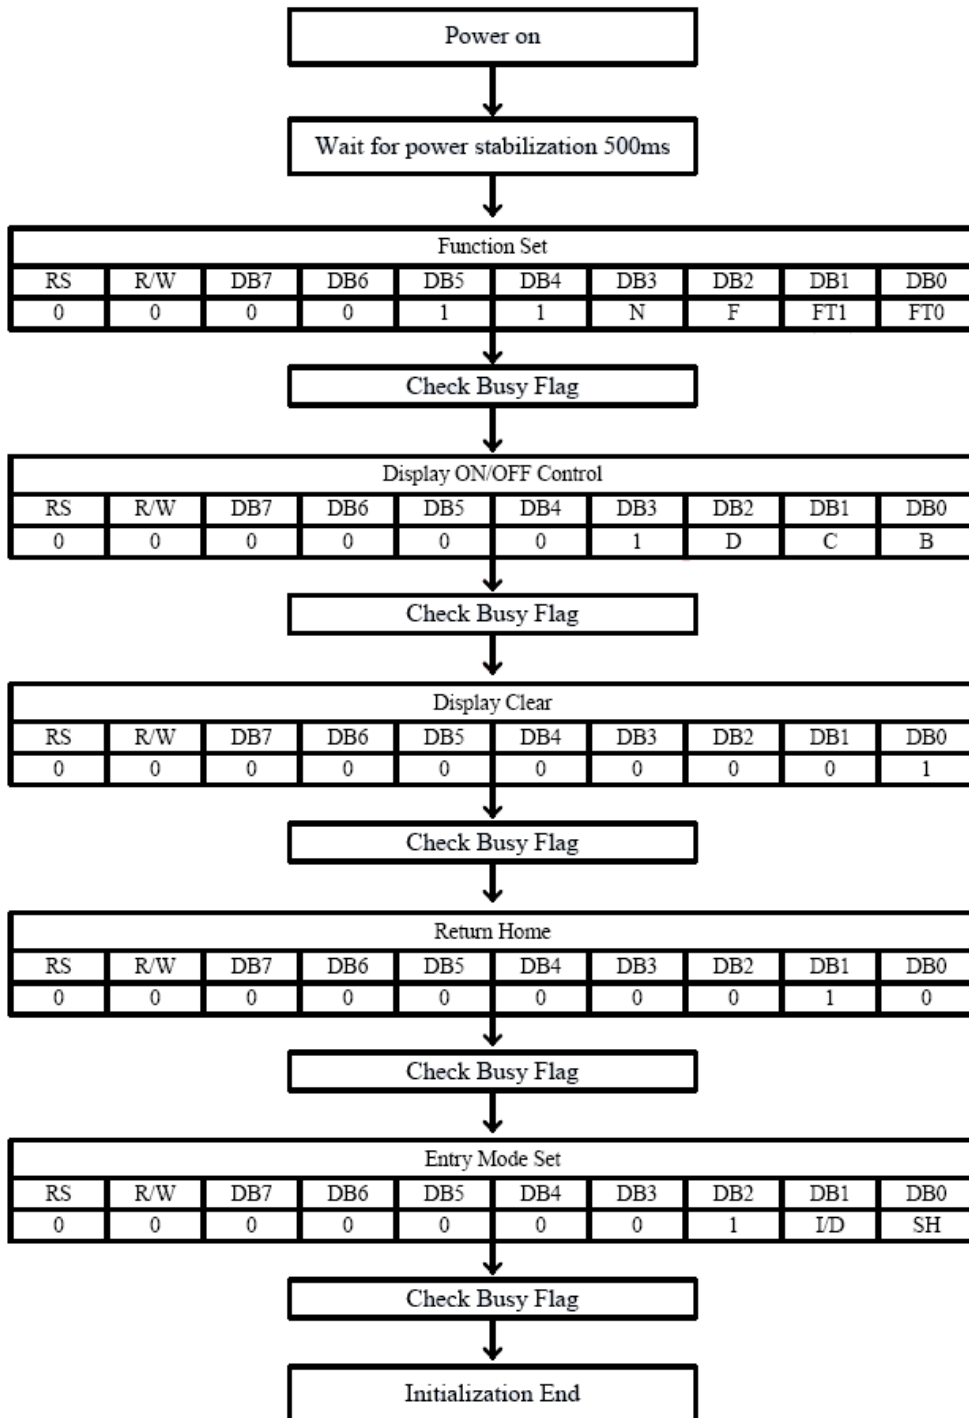 Power on
Wait for power stabilization 500ms
Function Set
RS R/W DB7 DB6 DB5 DB4 DB3 DB2 DB1 DB0
0 0 0 0 1 1 N F FT1 FT0
Check Busy Flag
Display ON/OFF Control
RS R/W DB7 DB6 DB5 DB4 DB3 DB2 DB1 DB0
0 0 0 0 0 0 1 D C B
Check Busy Flag
Display Clear
RS R/W DB7 DB6 DB5 DB4 DB3 DB2 DB1 DB0
0 0 0 0 0 0 0 0 0 1
Check Busy Flag
Return Home
RS R/W DB7 DB6 DB5 DB4 DB3 DB2 DB1 DB0
0 0 0 0 0 0 0 0 1 0
Check Busy Flag
Entry Mode Set
RS R/W DB7 DB6 DB5 DB4 DB3 DB2 DB1 DB0
0 0 0 0 0 0 0 1 I/D SH
Check Busy Flag
Initialization End